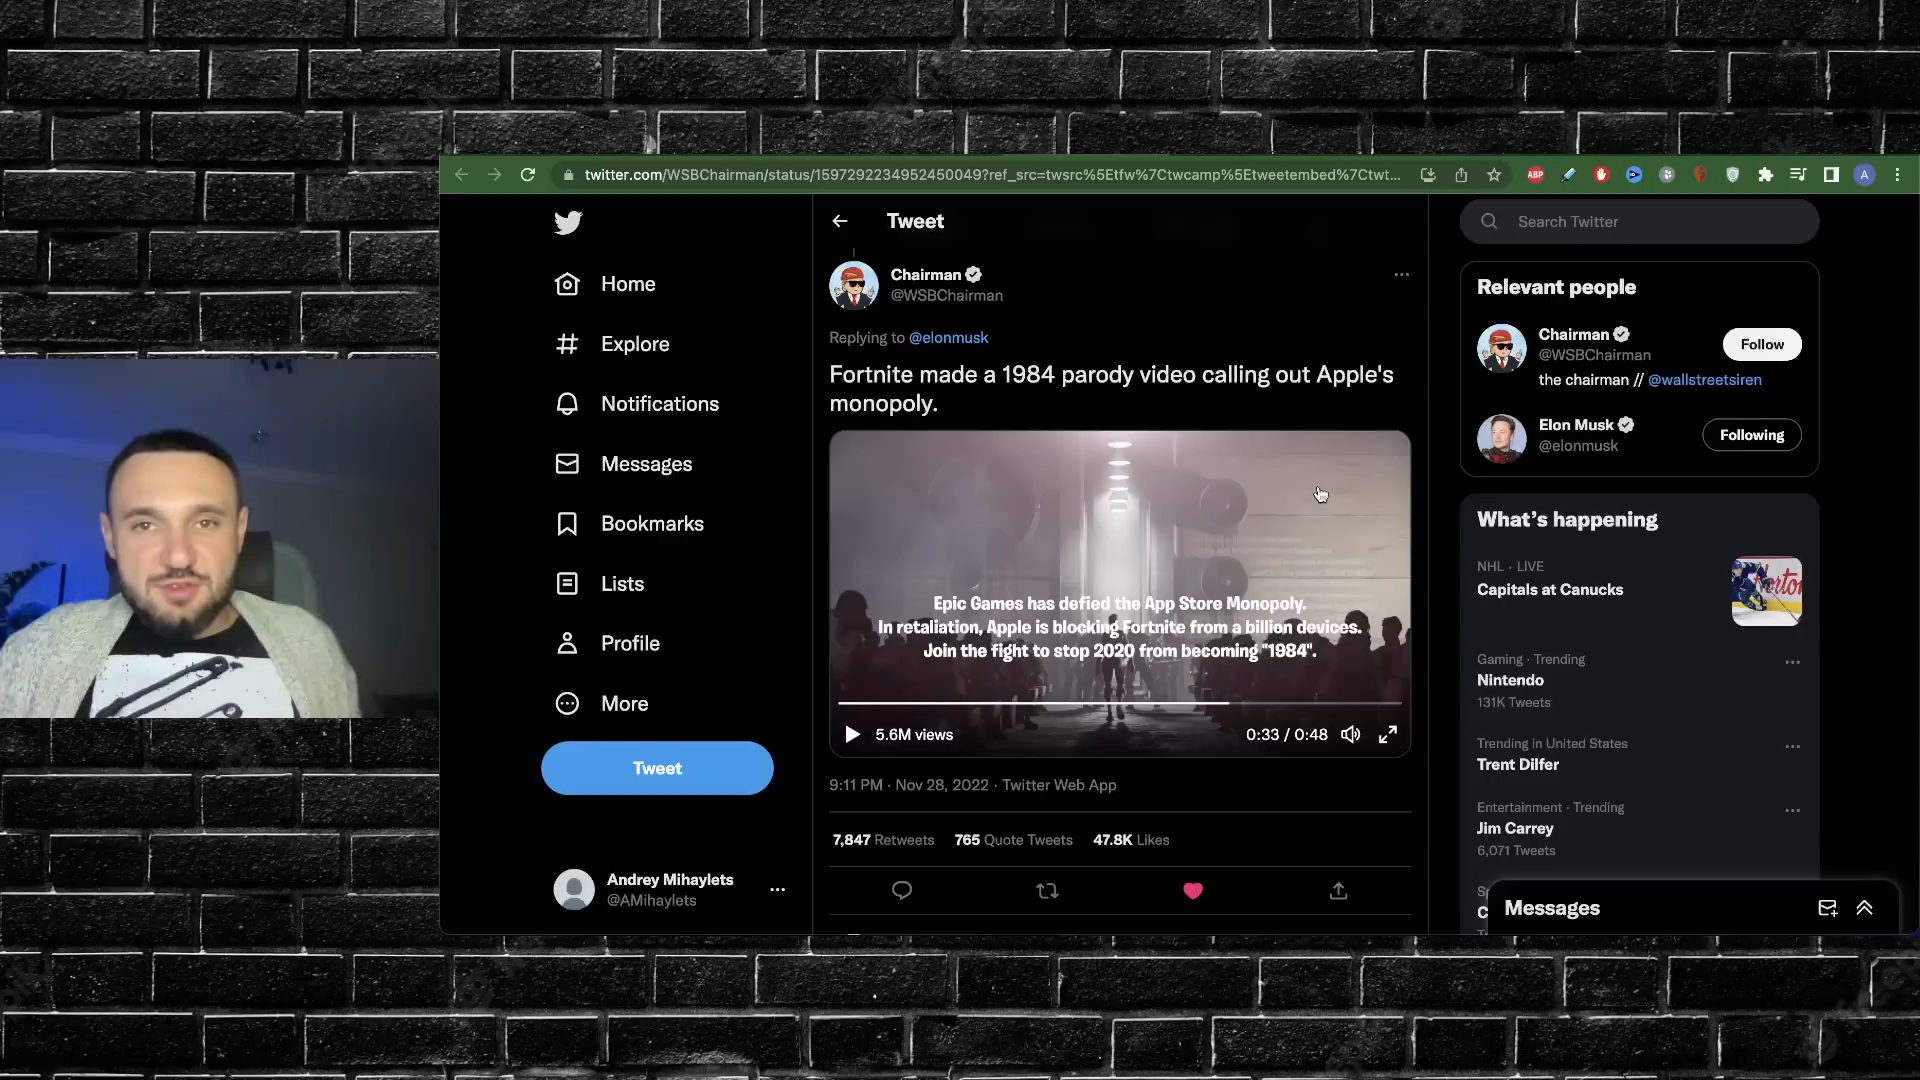 twitter.com/WSBChairman/status/1597292234952450049?ref_src=twsrc%5Etfw%7Ctwcamp%5Etweetembed%7Ctwt...
ABP
A
Home
Explore
Notifications
Messages
Bookmarks
Lists
Profile
More
Tweet
Andrey Mihaylets
@AMihaylets
Tweet
Chairman
@WSBChairman
Replying to @elonmusk
Fortnite made a 1984 parody video calling out Apple's
monopoly.
Epic Games has defied the App Store Monopoly.
In retaliation, Apple is blocking Fortnite from a billion devices.
Join the fight to stop 2020 from becoming "1984".
5.6M views
0:33 / 0:48
9:11 PM · Nov 28, 2022 · Twitter Web App
7,847 Retweets 765 Quote Tweets 47.8K Likes
Search Twitter
Relevant people
Chairman
@WSBChairman
Follow
the chairman // @wallstreetsiren
Elon Musk
@elonmusk
Following
What's happening
NHL · LIVE
Capitals at Canucks
Gaming · Trending
Nintendo
131K Tweets
Trending in United States
Trent Dilfer
Entertainment · Trending
Jim Carrey
6,071 Tweets
Messages